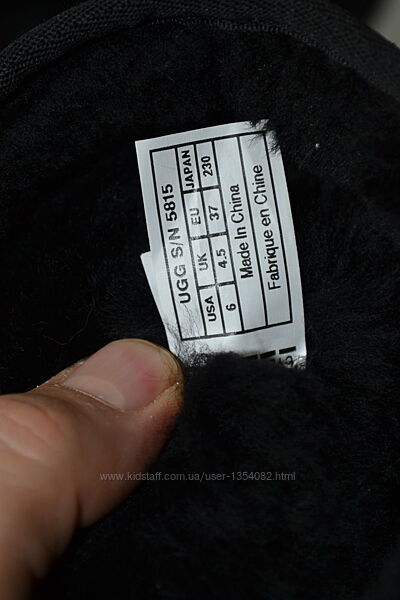 UGG S/N 5815
USA UK EU JAPAN
6 4.5 37 230
Made In China
Fabrique en Chine
www.kidstaff.com.ua/user-1354082.html